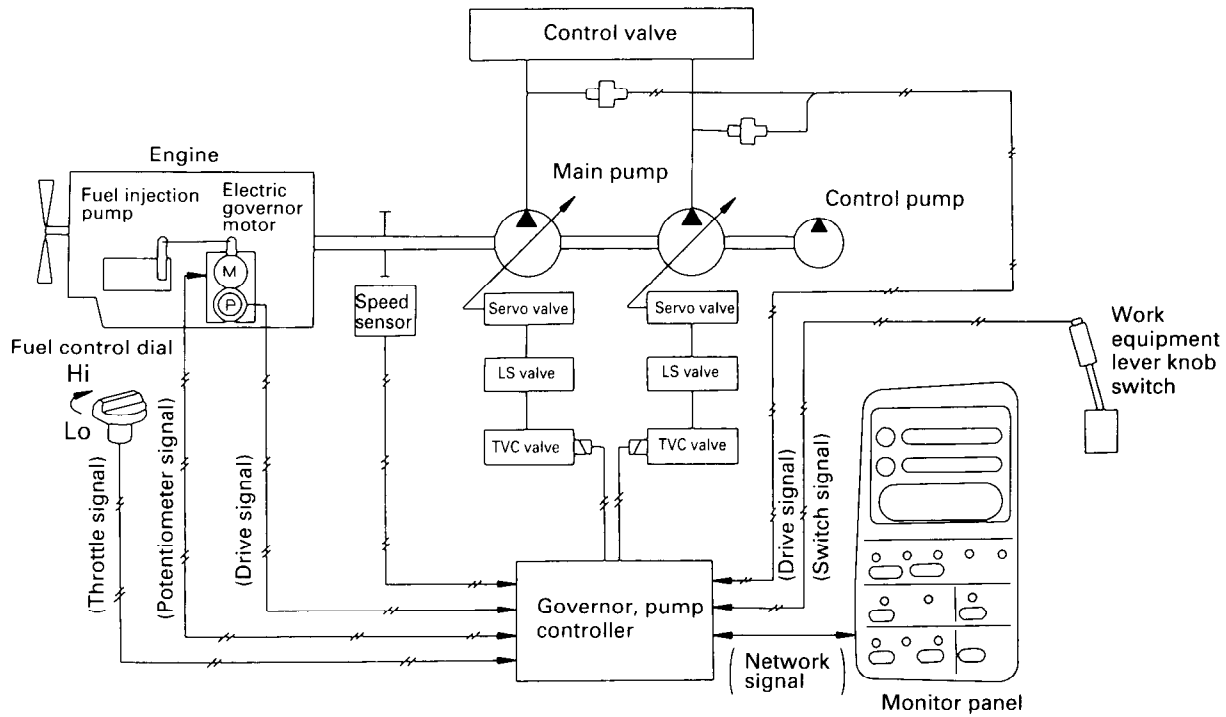 Control valve
Engine
Fuel injection
pump
Electric
governor
motor
M
P
Main pump
Control pump
Speed
sensor
Servo valve
Servo valve
LS valve
LS valve
TVC valve
TVC valve
Fuel control dial
Hi
Lo
(Throttle signal)
(Potentiometer signal)
(Drive signal)
(Drive signal)
(Switch signal)
Work
equipment
lever knob
switch
Governor, pump
controller
(Network
signal)
Monitor panel